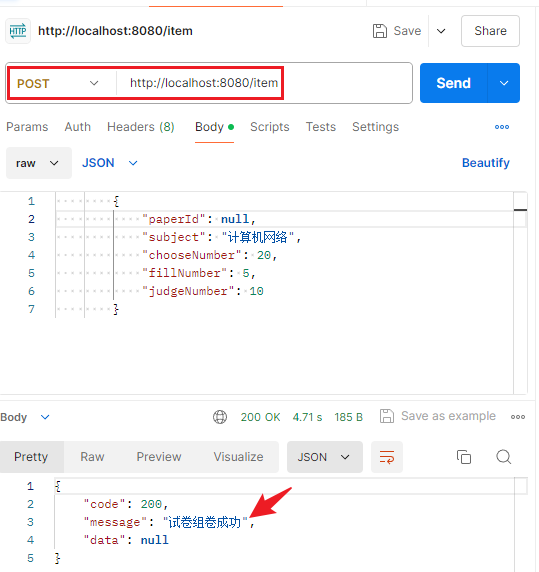 HTTP http://localhost:8080/item Save Share
POST http://localhost:8080/item Send
Params Auth Headers (8) Body Scripts Tests Settings
raw JSON Beautify
1 {
2 "paperId": null,
3 "subject": "计算机网络",
4 "chooseNumber": 20,
5 "fillNumber": 5,
6 "judgeNumber": 10
7 }
Body 200 OK 4.71 s 185 B Save as example
Pretty Raw Preview Visualize JSON
1 {
2 "code": 200,
3 "message": "试卷组卷成功",
4 "data": null
5 }